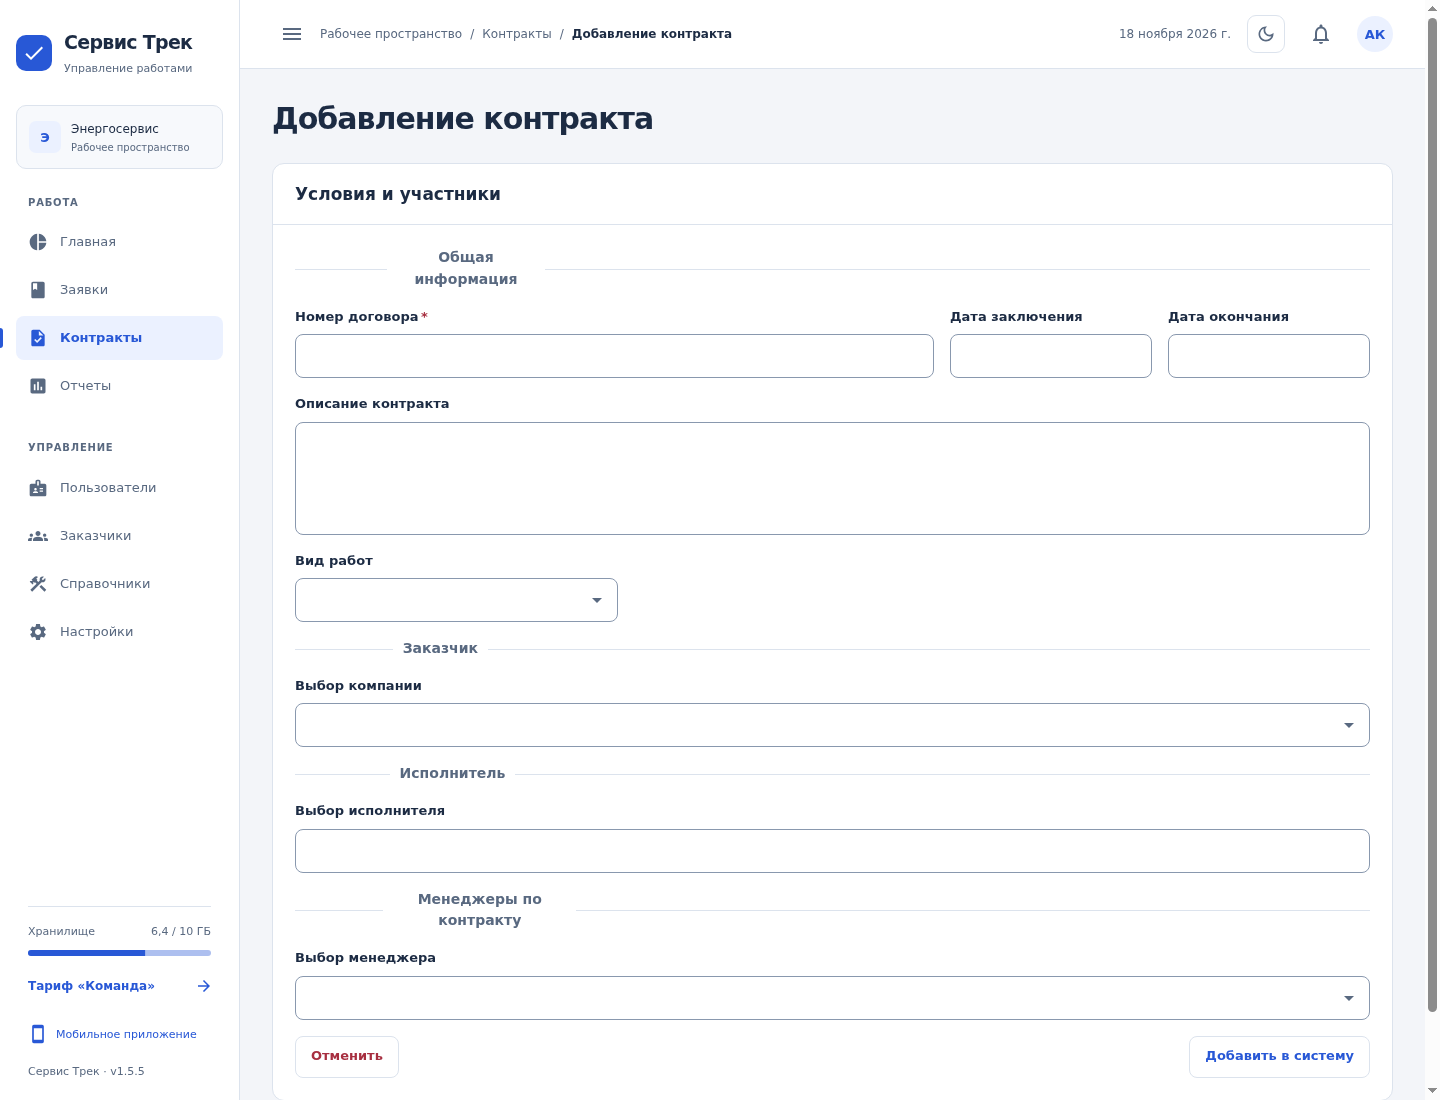 Сервис Трек
Управление работами
Э
Энергосервис
Рабочее пространство
РАБОТА
Главная
Заявки
Контракты
Отчеты
УПРАВЛЕНИЕ
Пользователи
Заказчики
Справочники
Настройки
Хранилище 6,4 / 10 ГБ
Тариф «Команда»
Мобильное приложение
Сервис Трек · v1.5.5
Рабочее пространство / Контракты / Добавление контракта
18 ноября 2026 г.
АК
Добавление контракта
Условия и участники
Общая
информация
Номер договора* Дата заключения Дата окончания
Описание контракта
Вид работ
Заказчик
Выбор компании
Исполнитель
Выбор исполнителя
Менеджеры по
контракту
Выбор менеджера
Отменить Добавить в систему